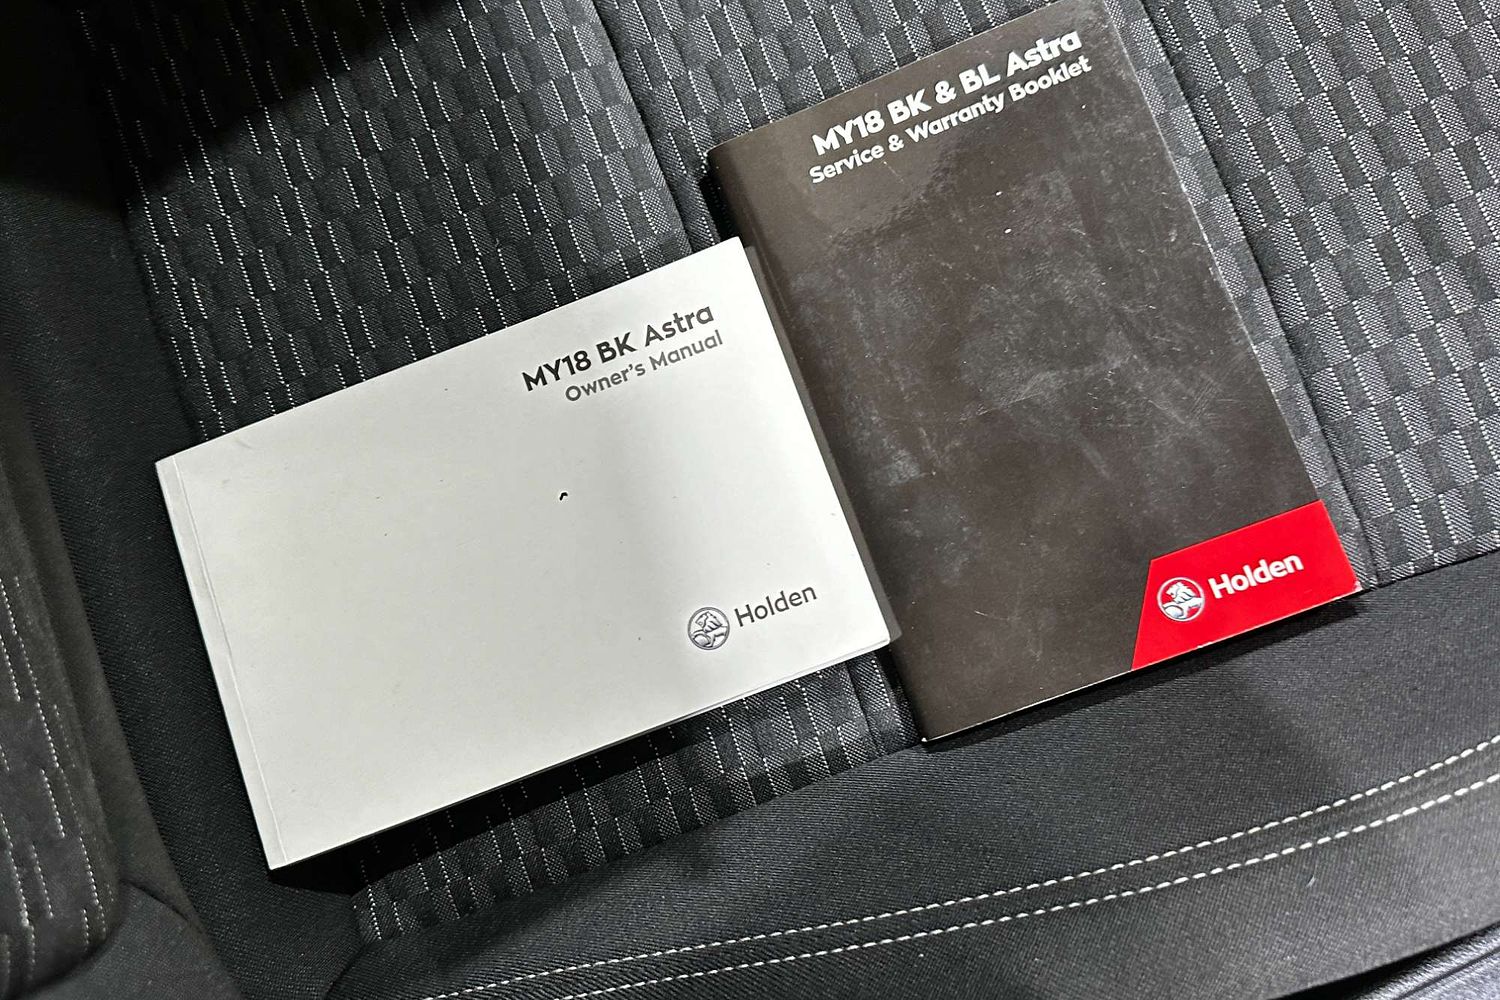 MY18 BK Astra
Owner's Manual
Holden
MY18 BK & BL Astra
Service & Warranty Booklet
Holden